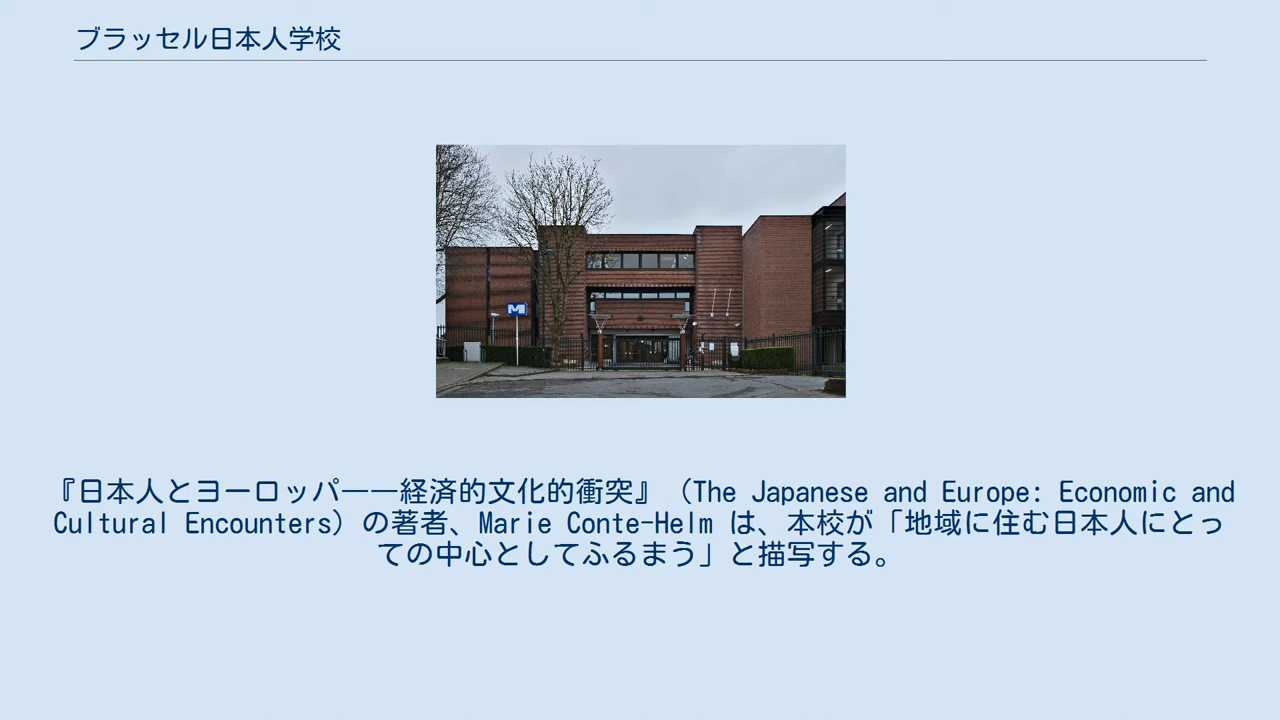 ブラッセル日本人学校
M
『日本人とヨーロッパ――経済的文化的衝突』（The Japanese and Europe: Economic and
Cultural Encounters）の著者、Marie Conte-Helm は、本校が「地域に住む日本人にとっ
ての中心としてふるまう」と描写する。